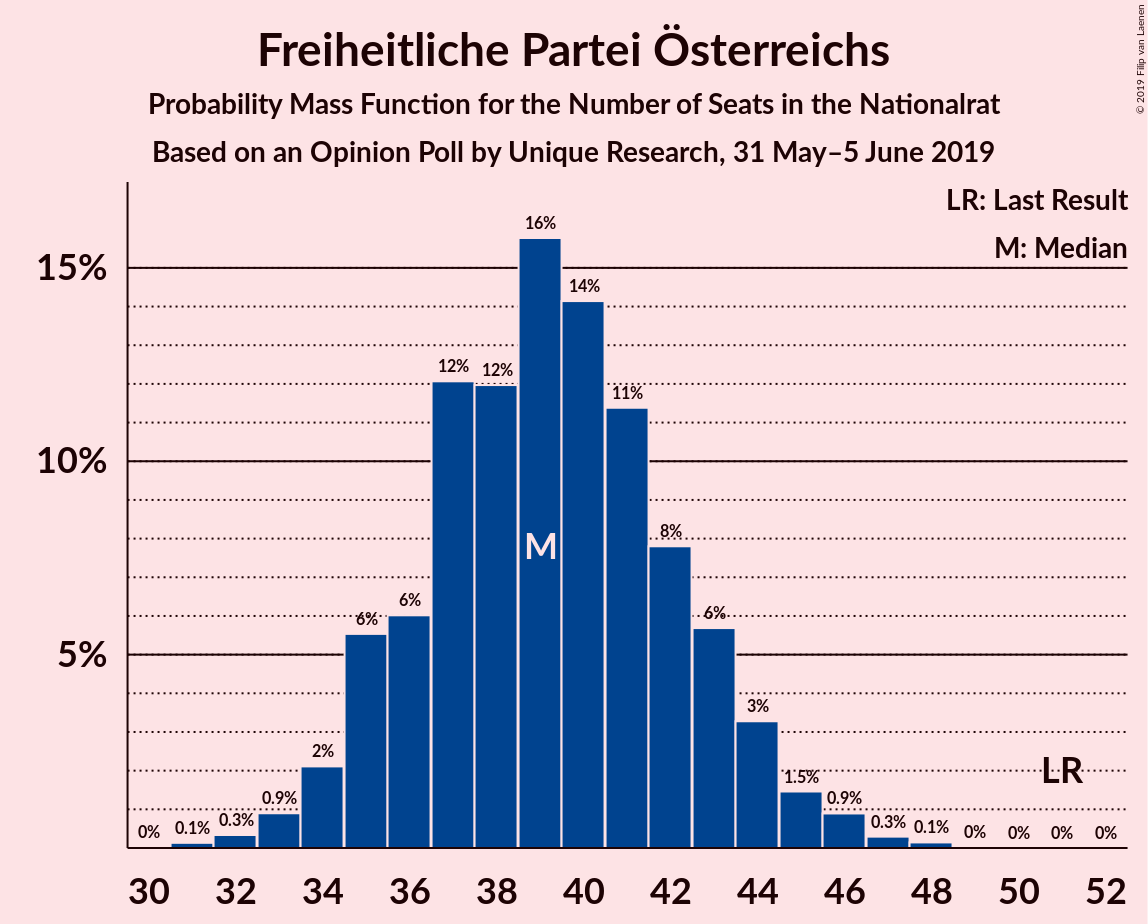 Freiheitliche Partei Österreichs
Probability Mass Function for the Number of Seats in the Nationalrat
Based on an Opinion Poll by Unique Research, 31 May–5 June 2019
© 2019 Filip van Laenen
LR: Last Result
M: Median
15%
10%
5%
0%
0.1%
0.3%
0.9%
2%
6%
6%
12%
12%
16%
14%
11%
8%
6%
3%
1.5%
0.9%
0.3%
0.1%
0%
0%
0%
0%
M
LR
30 32 34 36 38 40 42 44 46 48 50 52